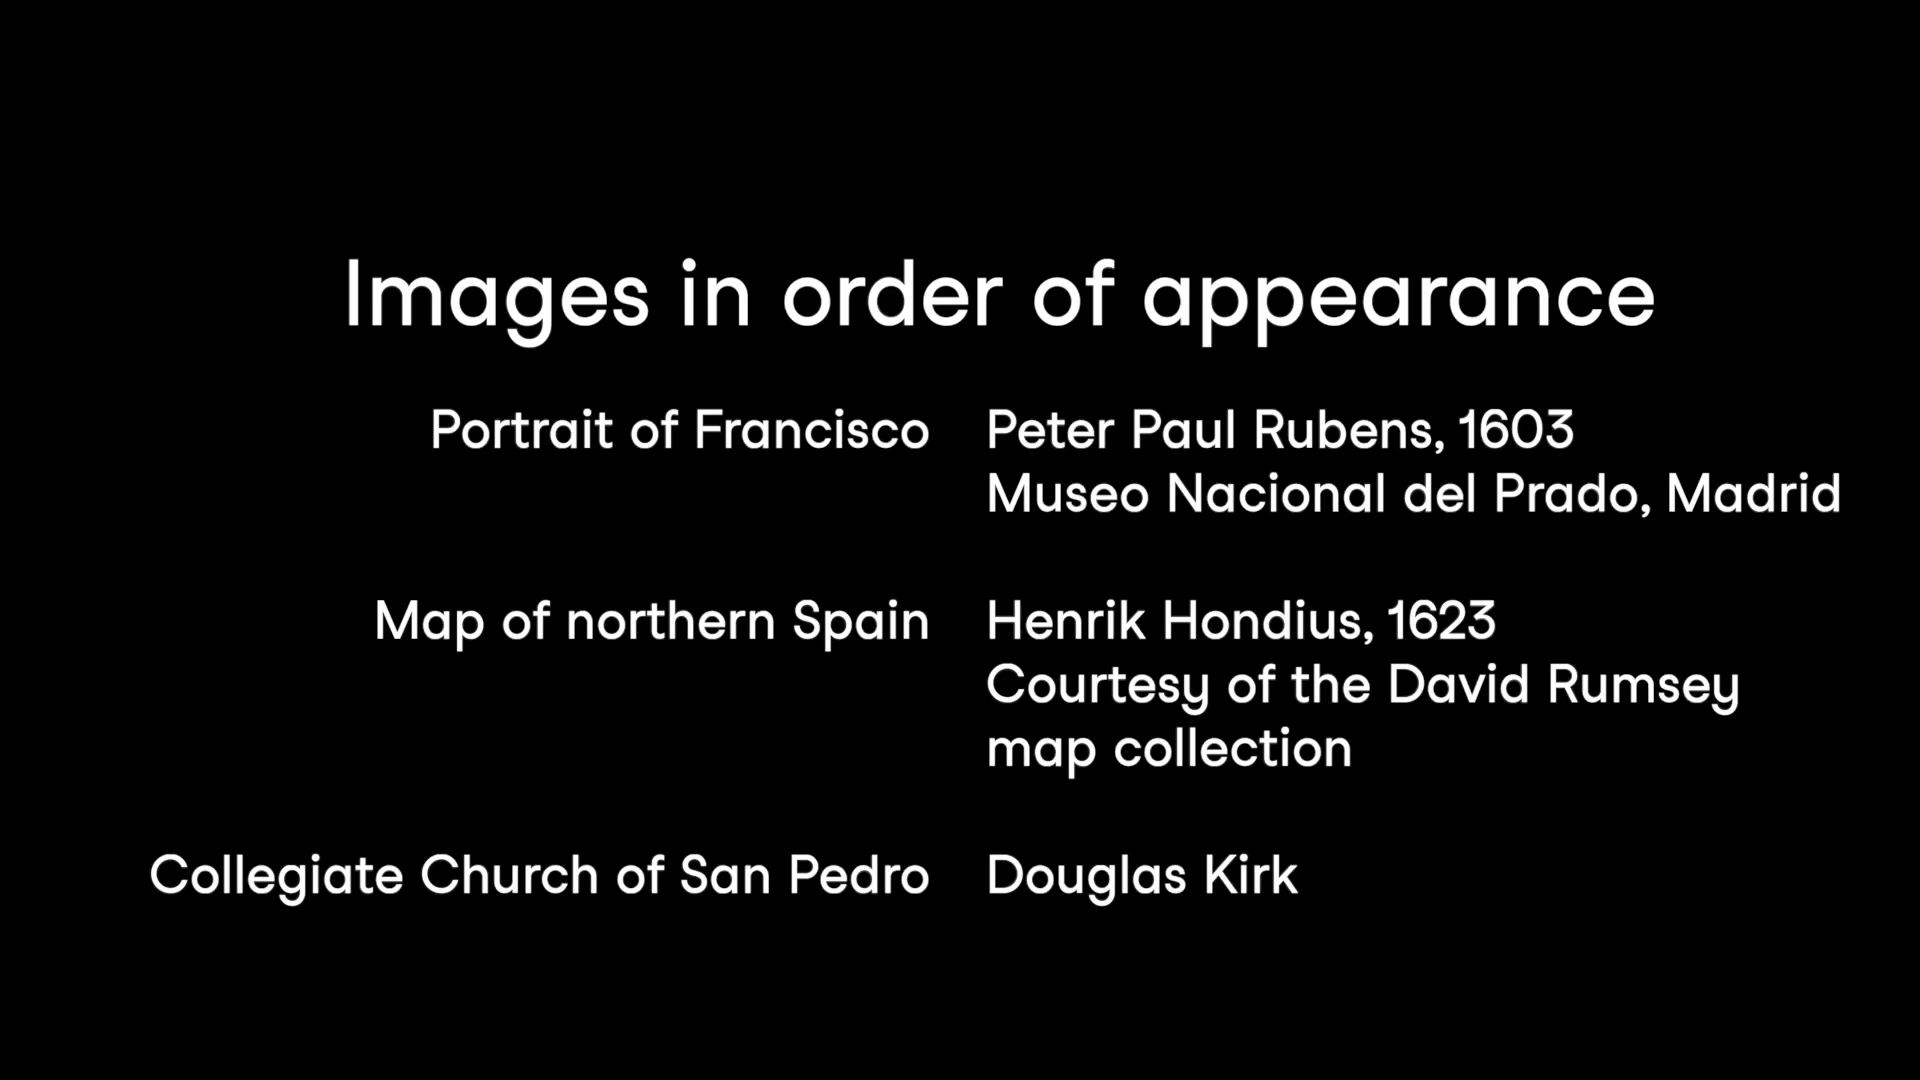 Images in order of appearance
Portrait of Francisco Peter Paul Rubens, 1603
Museo Nacional del Prado, Madrid
Map of northern Spain Henrik Hondius, 1623
Courtesy of the David Rumsey
map collection
Collegiate Church of San Pedro Douglas Kirk